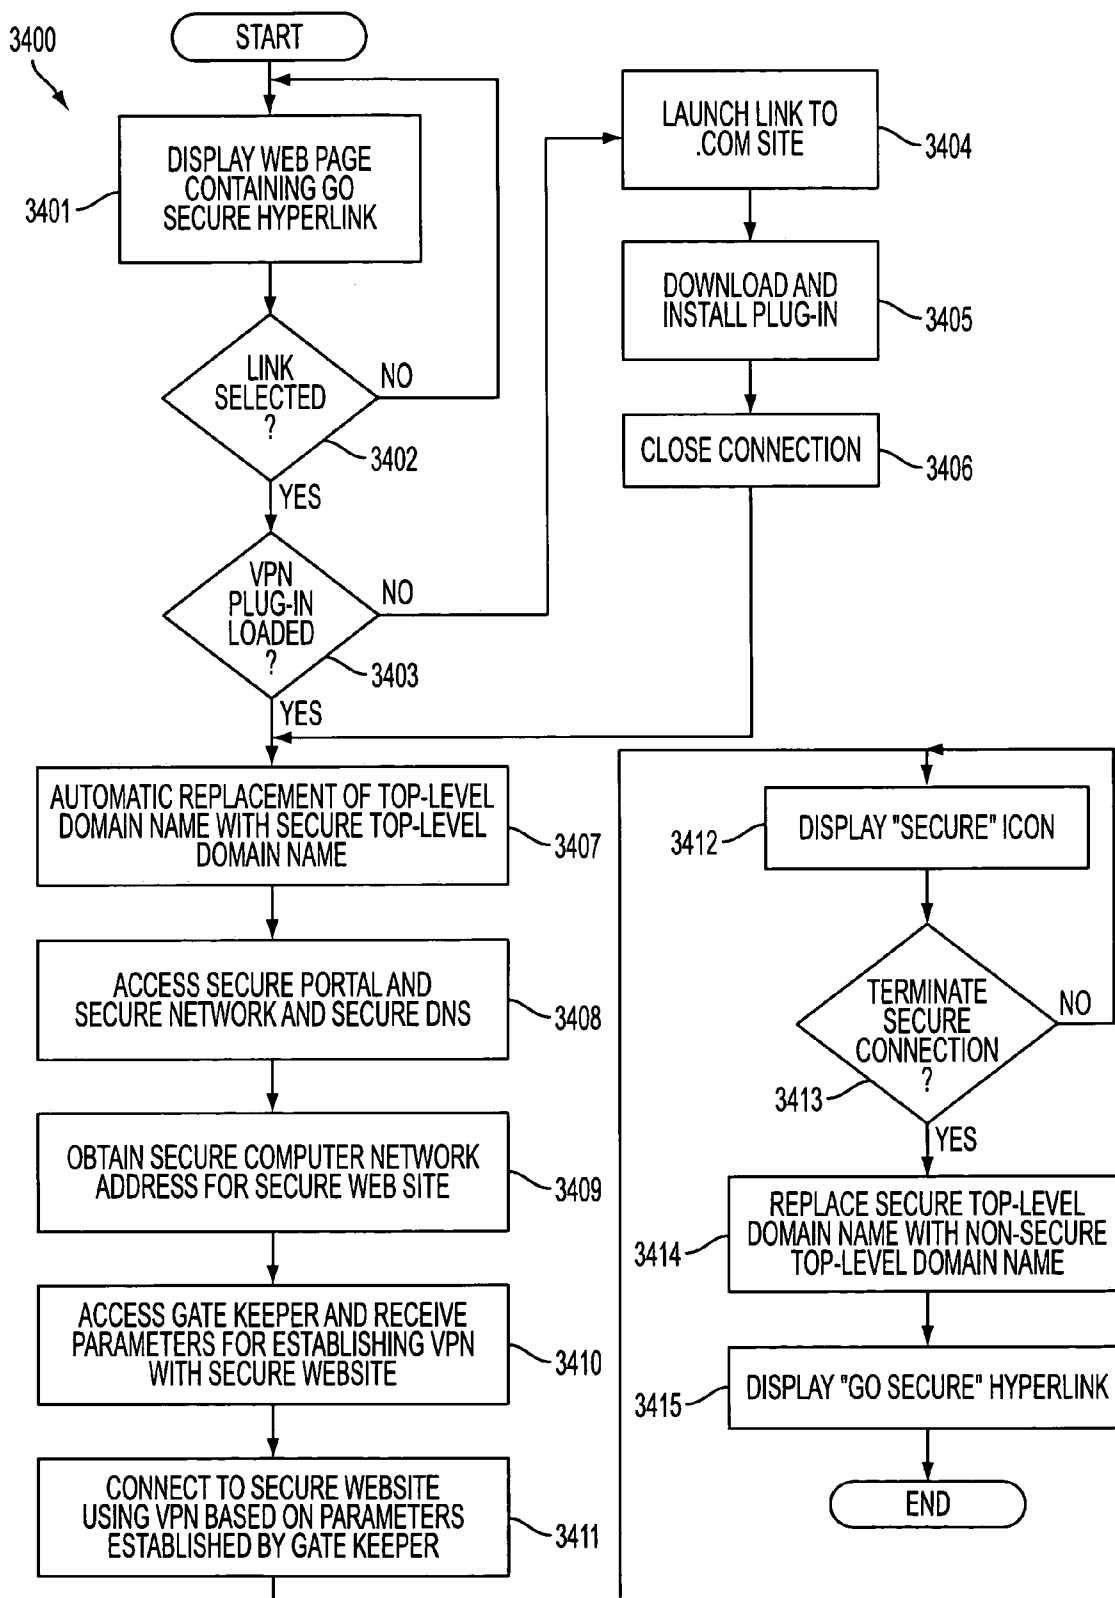 3400
START
3401
DISPLAY WEB PAGE
CONTAINING GO
SECURE HYPERLINK
LINK
SELECTED
?
NO
3402
YES
VPN
PLUG-IN
LOADED
?
NO
3403
YES
LAUNCH LINK TO
.COM SITE
3404
DOWNLOAD AND
INSTALL PLUG-IN
3405
CLOSE CONNECTION
3406
AUTOMATIC REPLACEMENT OF TOP-LEVEL
DOMAIN NAME WITH SECURE TOP-LEVEL
DOMAIN NAME
3407
ACCESS SECURE PORTAL AND
SECURE NETWORK AND SECURE DNS
3408
OBTAIN SECURE COMPUTER NETWORK
ADDRESS FOR SECURE WEB SITE
3409
ACCESS GATE KEEPER AND RECEIVE
PARAMETERS FOR ESTABLISHING VPN
WITH SECURE WEBSITE
3410
CONNECT TO SECURE WEBSITE
USING VPN BASED ON PARAMETERS
ESTABLISHED BY GATE KEEPER
3411
3412
DISPLAY "SECURE" ICON
TERMINATE
SECURE
CONNECTION
?
NO
3413
YES
3414
REPLACE SECURE TOP-LEVEL
DOMAIN NAME WITH NON-SECURE
TOP-LEVEL DOMAIN NAME
3415
DISPLAY "GO SECURE" HYPERLINK
END